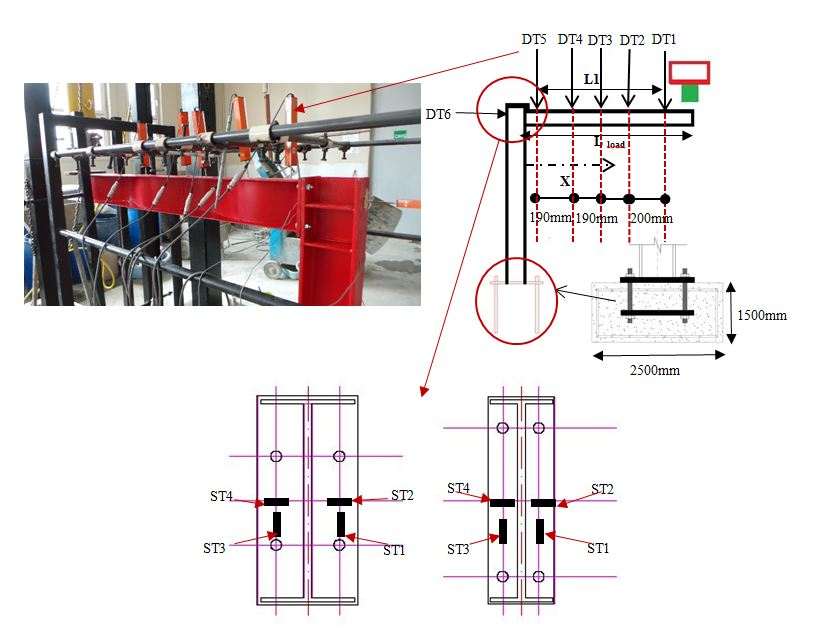 DT5 DT4 DT3 DT2 DT1
L1
DT6
L load
X
190mm 190mm 200mm
1500mm
2500mm
ST4 ST2
ST3 ST1
ST4 ST2
ST3 ST1